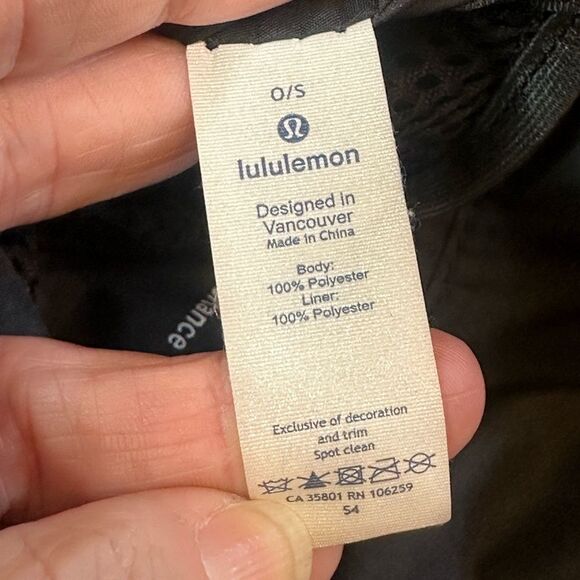 O/S
lululemon
Designed in
Vancouver
Made in China
Body:
100% Polyester
Liner:
100% Polyester
Exclusive of decoration
and trim
Spot clean
CA 35801 RN 106259
S4